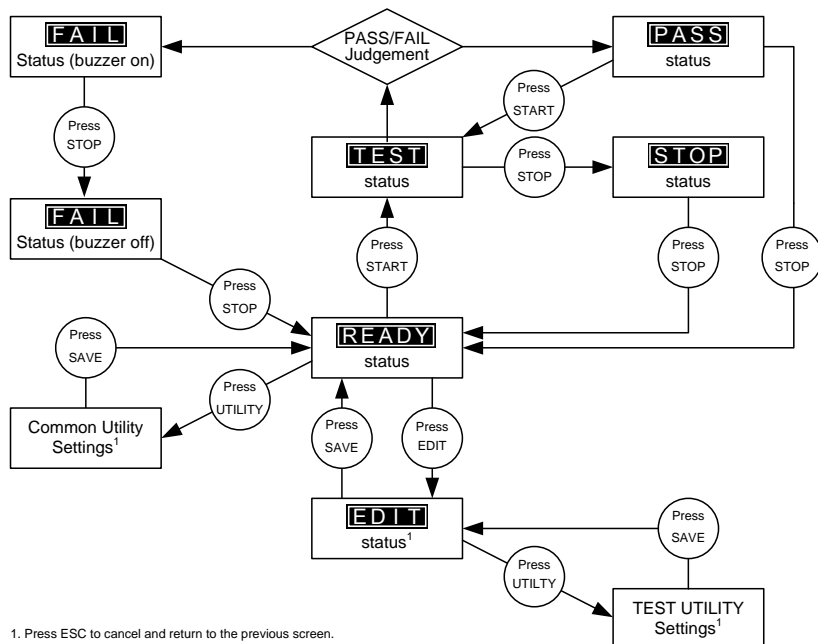 FAIL
Status (buzzer on)
PASS/FAIL
Judgement
PASS
status
Press
STOP
Press
START
TEST
status
Press
STOP
STOP
status
FAIL
Status (buzzer off)
Press
START
Press
STOP
Press
STOP
Press
STOP
READY
status
Press
SAVE
Press
UTILITY
Common Utility
Settings1
Press
SAVE
Press
EDIT
EDIT
status1
Press
SAVE
Press
UTILTY
TEST UTILITY
Settings1
1. Press ESC to cancel and return to the previous screen.